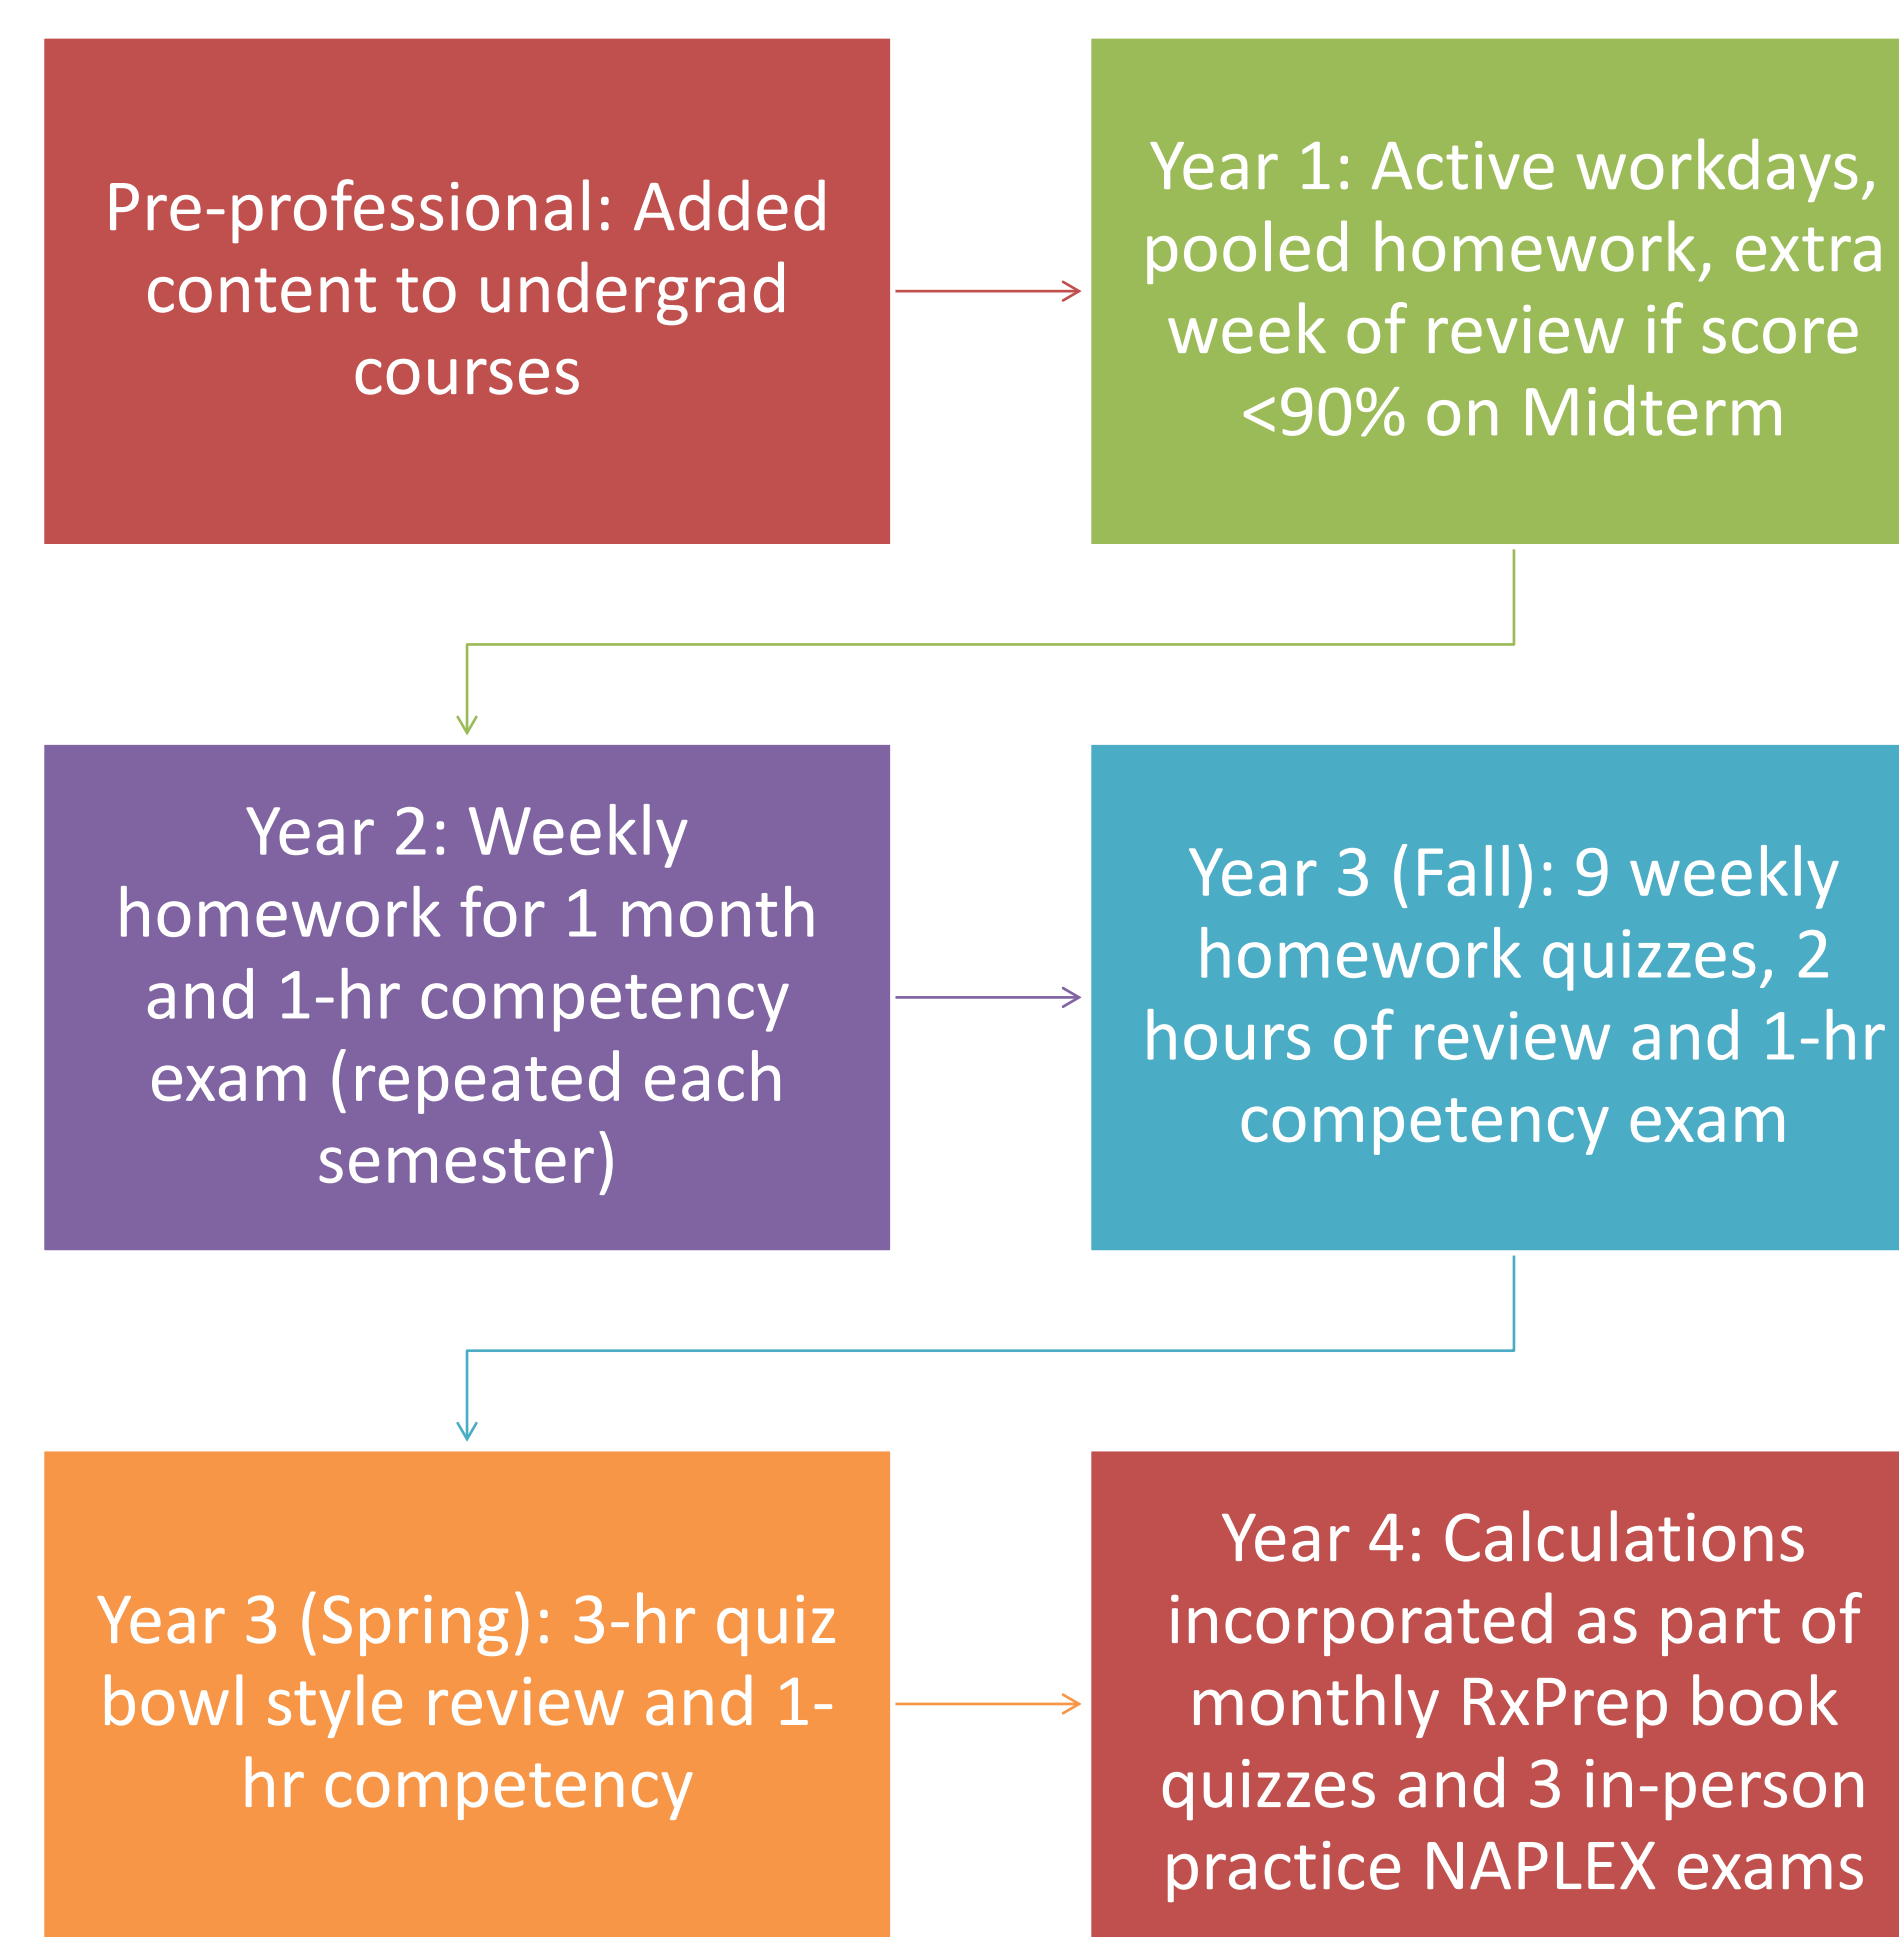 Pre-professional: Added
content to undergrad
courses
Year 1: Active workdays,
pooled homework, extra
week of review if score
<90% on Midterm
Year 2: Weekly
homework for 1 month
and 1-hr competency
exam (repeated each
semester)
Year 3 (Fall): 9 weekly
homework quizzes, 2
hours of review and 1-hr
competency exam
Year 3 (Spring): 3-hr quiz
bowl style review and 1-
hr competency
Year 4: Calculations
incorporated as part of
monthly RxPrep book
quizzes and 3 in-person
practice NAPLEX exams